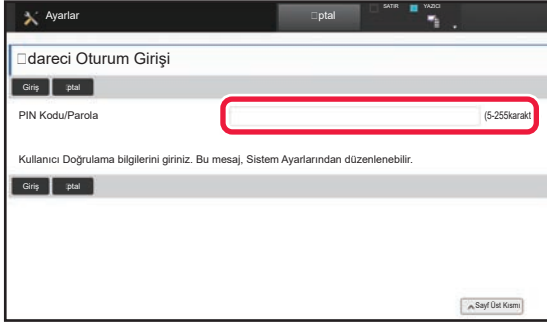 Ayarlar
□ptal
SATIR YAZICI
□dareci Oturum Girişi
Giriş □ptal
PIN Kodu/Parola (5-255karakt
Kullanıcı Doğrulama bilgilerini giriniz. Bu mesaj, Sistem Ayarlarından düzenlenebilir.
Giriş □ptal
Sayf Üst Kısmı